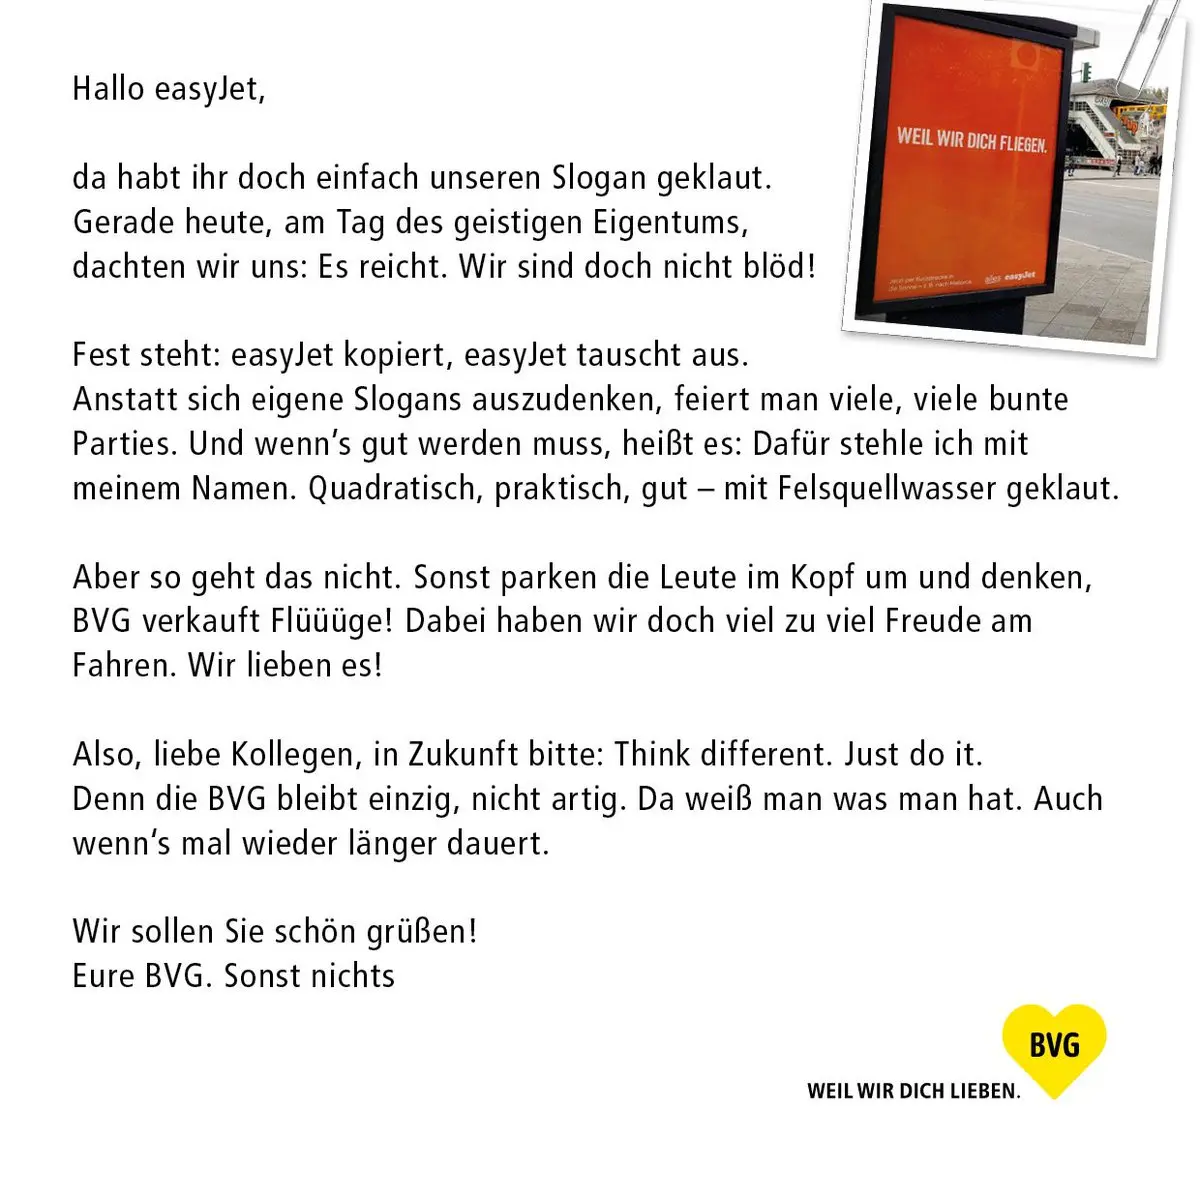 Hallo easyJet,
da habt ihr doch einfach unseren Slogan geklaut.
Gerade heute, am Tag des geistigen Eigentums,
dachten wir uns: Es reicht. Wir sind doch nicht blöd!
WEIL WIR DICH FLIEGEN.
easyJet
Fest steht: easyJet kopiert, easyJet tauscht aus.
Anstatt sich eigene Slogans auszudenken, feiert man viele, viele bunte
Parties. Und wenn’s gut werden muss, heißt es: Dafür stehle ich mit
meinem Namen. Quadratisch, praktisch, gut – mit Felsquellwasser geklaut.
Aber so geht das nicht. Sonst parken die Leute im Kopf um und denken,
BVG verkauft Flüüüge! Dabei haben wir doch viel zu viel Freude am
Fahren. Wir lieben es!
Also, liebe Kollegen, in Zukunft bitte: Think different. Just do it.
Denn die BVG bleibt einzig, nicht artig. Da weiß man was man hat. Auch
wenn’s mal wieder länger dauert.
Wir sollen Sie schön grüßen!
Eure BVG. Sonst nichts
BVG
WEIL WIR DICH LIEBEN.